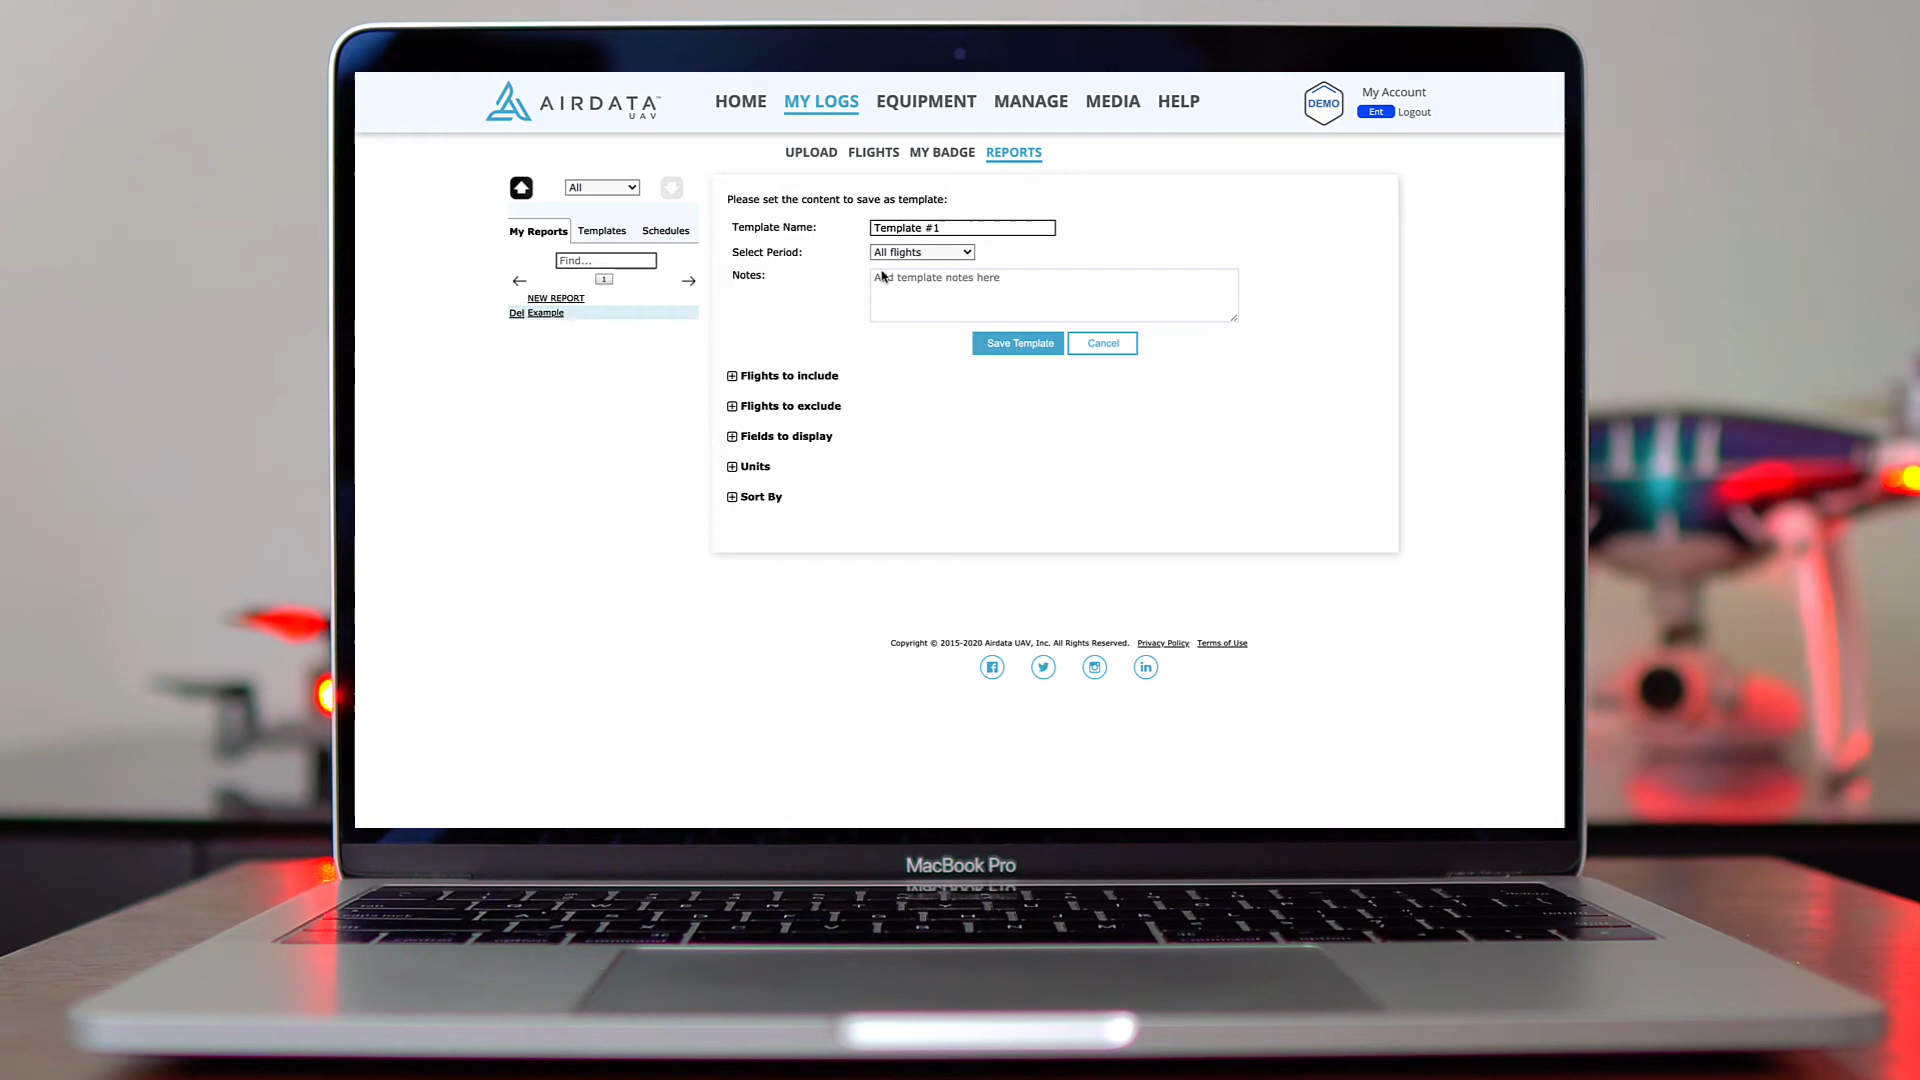 AIRDATA
UAV
HOME MY LOGS EQUIPMENT MANAGE MEDIA HELP
DEMO
My Account
Ent Logout
UPLOAD FLIGHTS MY BADGE REPORTS
All
My Reports Templates Schedules
Find...
1
NEW REPORT
Del Example
Please set the content to save as template:
Template Name: Template #1
Select Period: All flights
Notes: Add template notes here
Save Template Cancel
Flights to include
Flights to exclude
Fields to display
Units
Sort By
Copyright © 2015-2020 Airdata UAV, Inc. All Rights Reserved. Privacy Policy Terms of Use
MacBook Pro